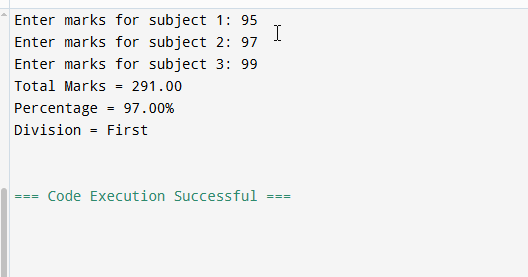 Enter marks for subject 1: 95
Enter marks for subject 2: 97
Enter marks for subject 3: 99
Total Marks = 291.00
Percentage = 97.00%
Division = First
=== Code Execution Successful ===